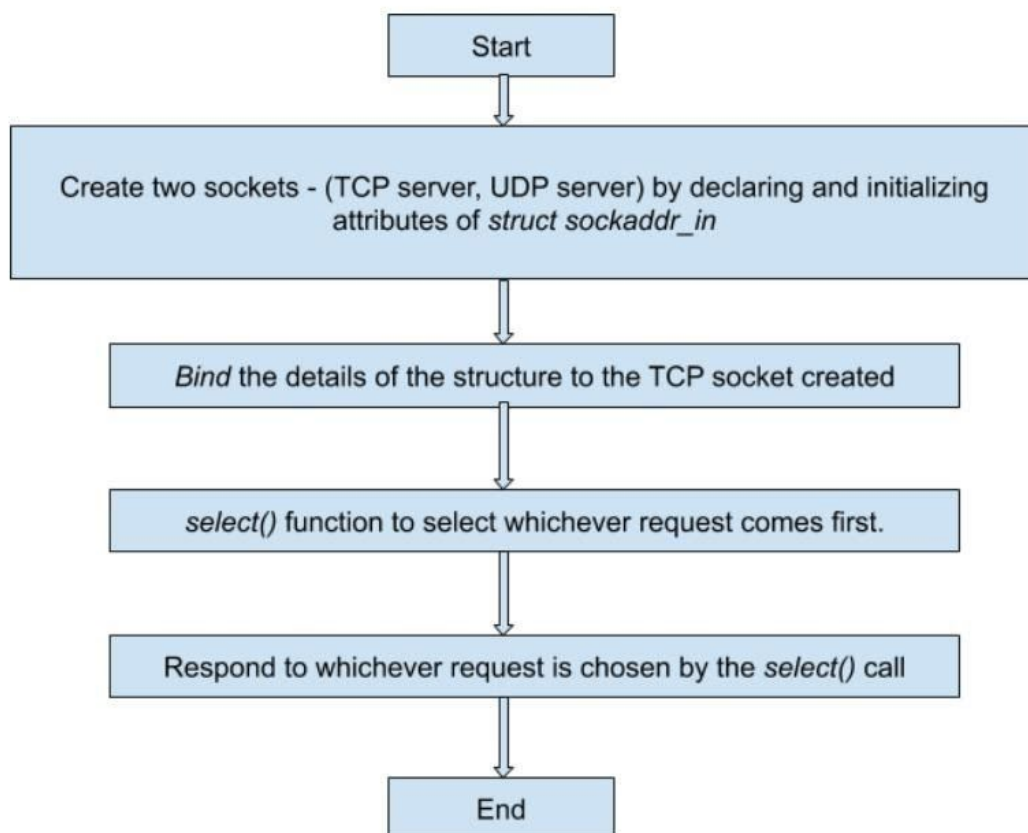 Start
Create two sockets - (TCP server, UDP server) by declaring and initializing
attributes of struct sockaddr_in
Bind the details of the structure to the TCP socket created
select() function to select whichever request comes first.
Respond to whichever request is chosen by the select() call
End